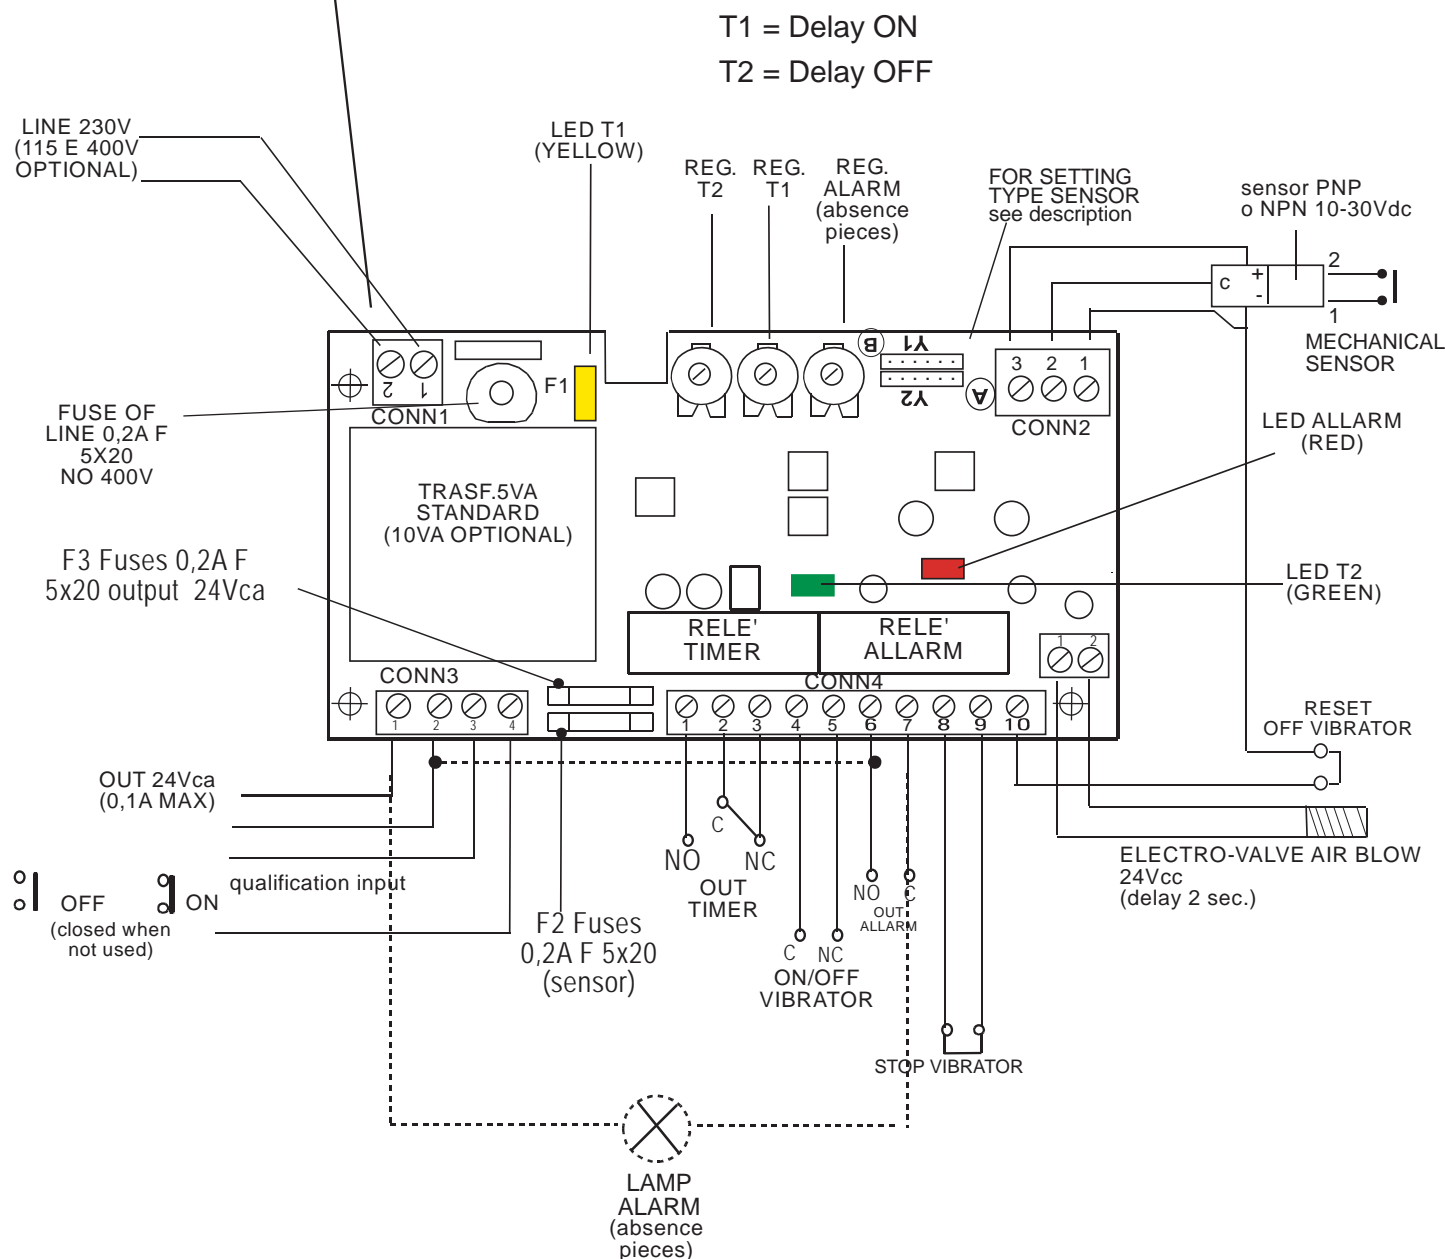 T1 = Delay ON
T2 = Delay OFF
LINE 230V
(115 E 400V
OPTIONAL)
LED T1
(YELLOW)
REG.
T2
REG.
T1
REG.
ALARM
(absence
pieces)
FOR SETTING
TYPE SENSOR
see description
sensor PNP
o NPN 10-30Vdc
c
+
-
2
1
MECHANICAL
SENSOR
2
1
CONN1
F1
B
Y1
Y2
A
3
2
1
CONN2
FUSE OF
LINE 0,2A F
5X20
NO 400V
LED ALLARM
(RED)
TRASF.5VA
STANDARD
(10VA OPTIONAL)
F3 Fuses 0,2A F
5x20 output 24Vca
LED T2
(GREEN)
RELE'
TIMER
RELE'
ALLARM
1
2
CONN3
1
2
3
4
CONN4
1
2
3
4
5
6
7
8
9
10
RESET
OFF VIBRATOR
OUT 24Vca
(0,1A MAX)
C
NO
NC
OUT
TIMER
ELECTRO-VALVE AIR BLOW
24Vcc
(delay 2 sec.)
OFF
ON
qualification input
(closed when
not used)
NO
C
OUT
ALLARM
F2 Fuses
0,2A F 5x20
(sensor)
C
NC
ON/OFF
VIBRATOR
STOP VIBRATOR
LAMP
ALARM
(absence
pieces)